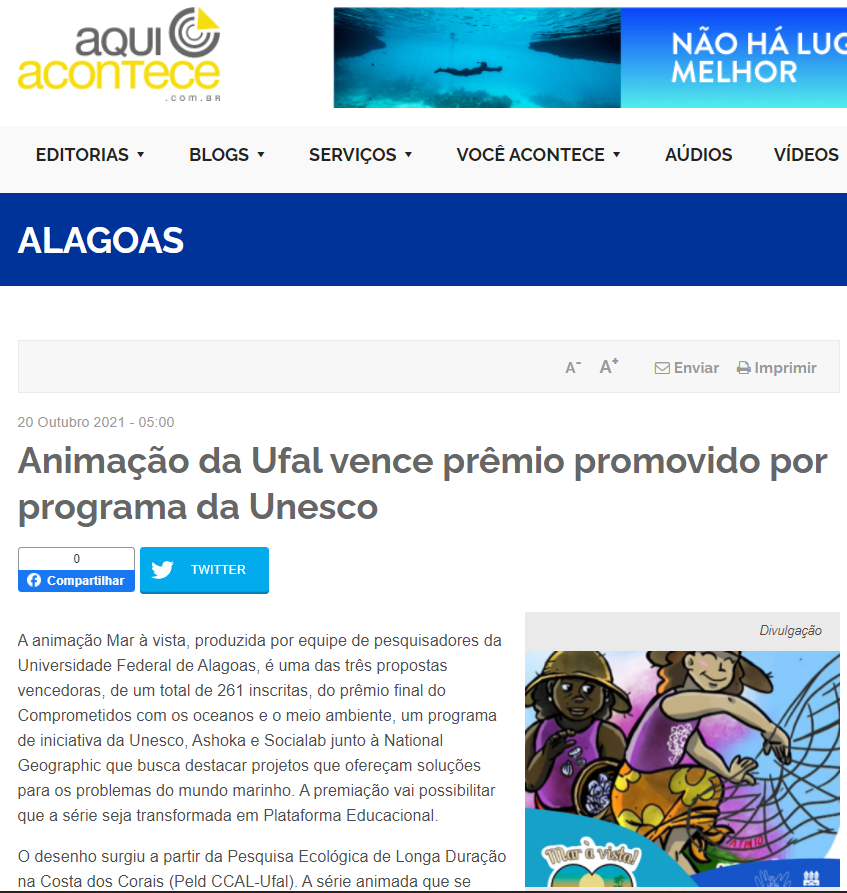 aqui
acontece
.com.BR
NÃO HÁ LUG
MELHOR
EDITORIAS
BLOGS
SERVIÇOS
VOCÊ ACONTECE
AÚDIOS
VÍDEOS
ALAGOAS
A-
A+
Enviar
Imprimir
20 Outubro 2021 - 05:00
Animação da Ufal vence prêmio promovido por
programa da Unesco
0
Compartilhar
TWITTER
Divulgação
A animação Mar à vista, produzida por equipe de pesquisadores da
Universidade Federal de Alagoas, é uma das três propostas
vencedoras, de um total de 261 inscritas, do prêmio final do
Comprometidos com os oceanos e o meio ambiente, um programa
de iniciativa da Unesco, Ashoka e Socialab junto à National
Geographic que busca destacar projetos que ofereçam soluções
para os problemas do mundo marinho. A premiação vai possibilitar
que a série seja transformada em Plataforma Educacional.
O desenho surgiu a partir da Pesquisa Ecológica de Longa Duração
na Costa dos Corais (Peld CCAL-Ufal). A série animada que se
Mar à vista!